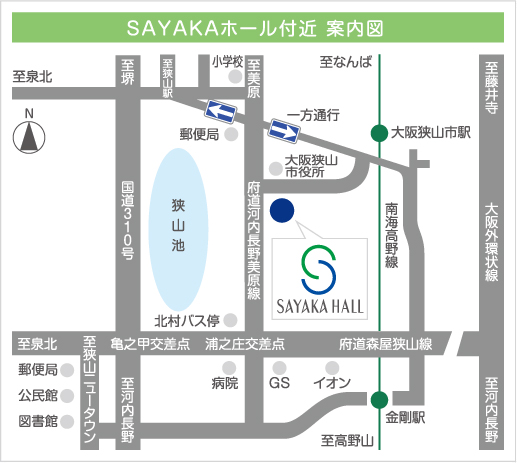 SAYAKAホール付近 案内図
至泉北
至堺
至狭山駅
小学校
至美原
至なんば
至藤井寺
N
一方通行
郵便局
大阪狭山市駅
大阪狭山
市役所
国道310号
狭山池
府道河内長野美原線
南海高野線
大阪外環状線
SAYAKA HALL
北村バス停
至泉北
亀之甲交差点
浦之庄交差点
府道森屋狭山線
郵便局
公民館
図書館
至狭山ニュータウン
至河内長野
病院
GS
イオン
金剛駅
至高野山
至河内長野